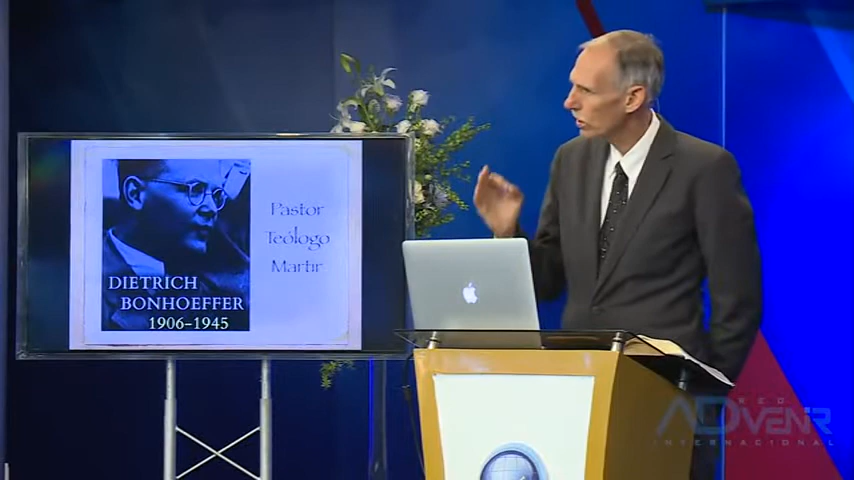 Pastor
Teólogo
Martir
DIETRICH
BONHOEFFER
1906–1945
RED
ADVENIR
INTERNACIONAL